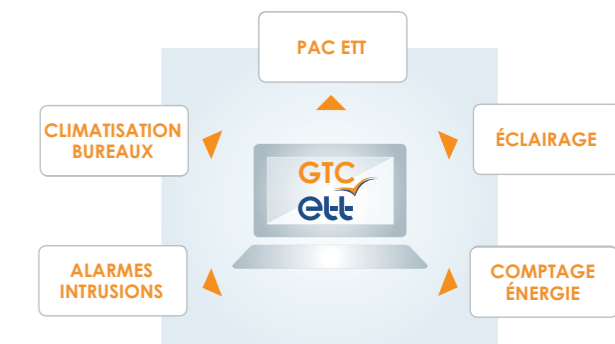 PAC ETT
CLIMATISATION
BUREAUX
ÉCLAIRAGE
GTC
ett
ALARMES
INTRUSIONS
COMPTAGE
ÉNERGIE